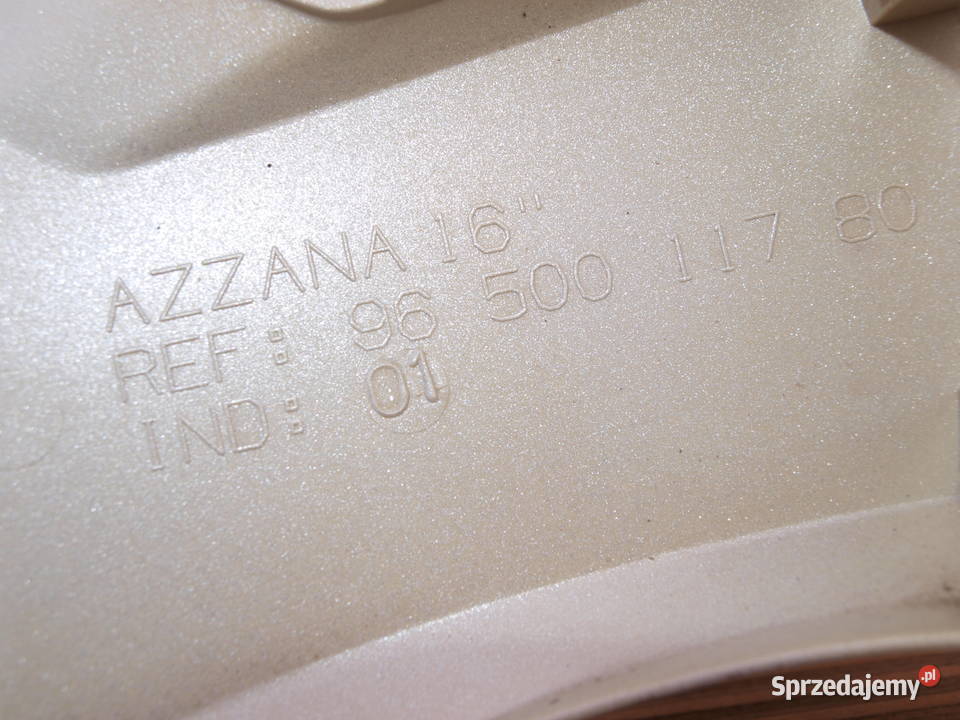 AZZANA 16"
REF: 96 500 117 80
IND: 01
Sprzedajemy.pl